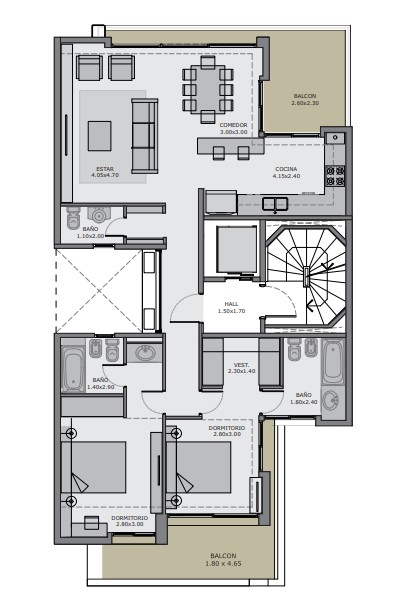 BALCON
2.60x2.30
COMEDOR
3.00x3.00
ESTAR
4.05x4.70
COCINA
4.15x2.40
BAÑO
1.10x2.00
HALL
1.50x1.70
VEST.
2.30x1.40
BAÑO
1.40x2.90
BAÑO
1.80x2.40
DORMITORIO
2.80x3.00
DORMITORIO
2.80x3.00
BALCON
1.80 x 4.65